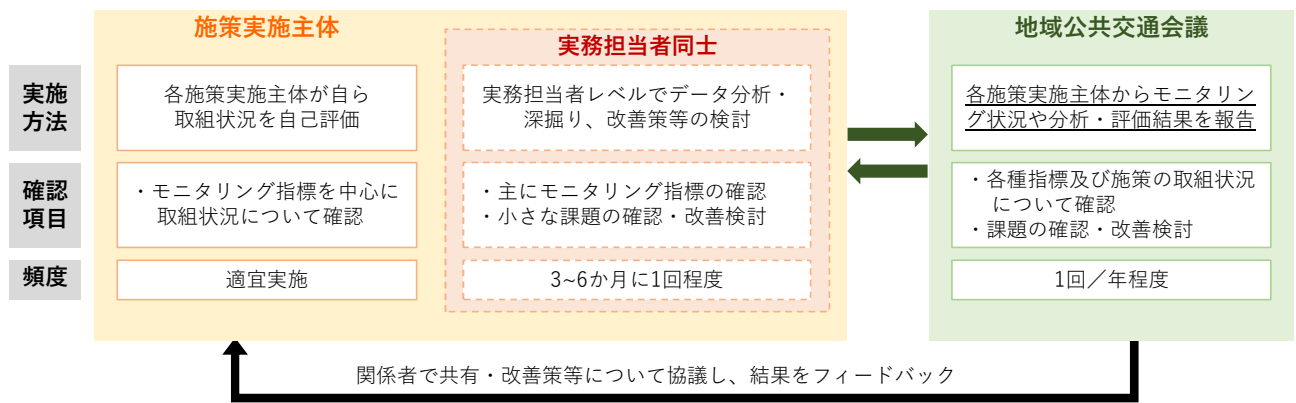 施策実施主体
実務担当者同士
地域公共交通会議
実施
方法
各施策実施主体が自ら
取組状況を自己評価
実務担当者レベルでデータ分析・
深掘り、改善策等の検討
各施策実施主体からモニタリン
グ状況や分析・評価結果を報告
確認
項目
・モニタリング指標を中心に
取組状況について確認
・主にモニタリング指標の確認
・小さな課題の確認・改善検討
・各種指標及び施策の取組状況
について確認
・課題の確認・改善検討
頻度
適宜実施
3~6か月に1回程度
1回／年程度
関係者で共有・改善策等について協議し、結果をフィードバック